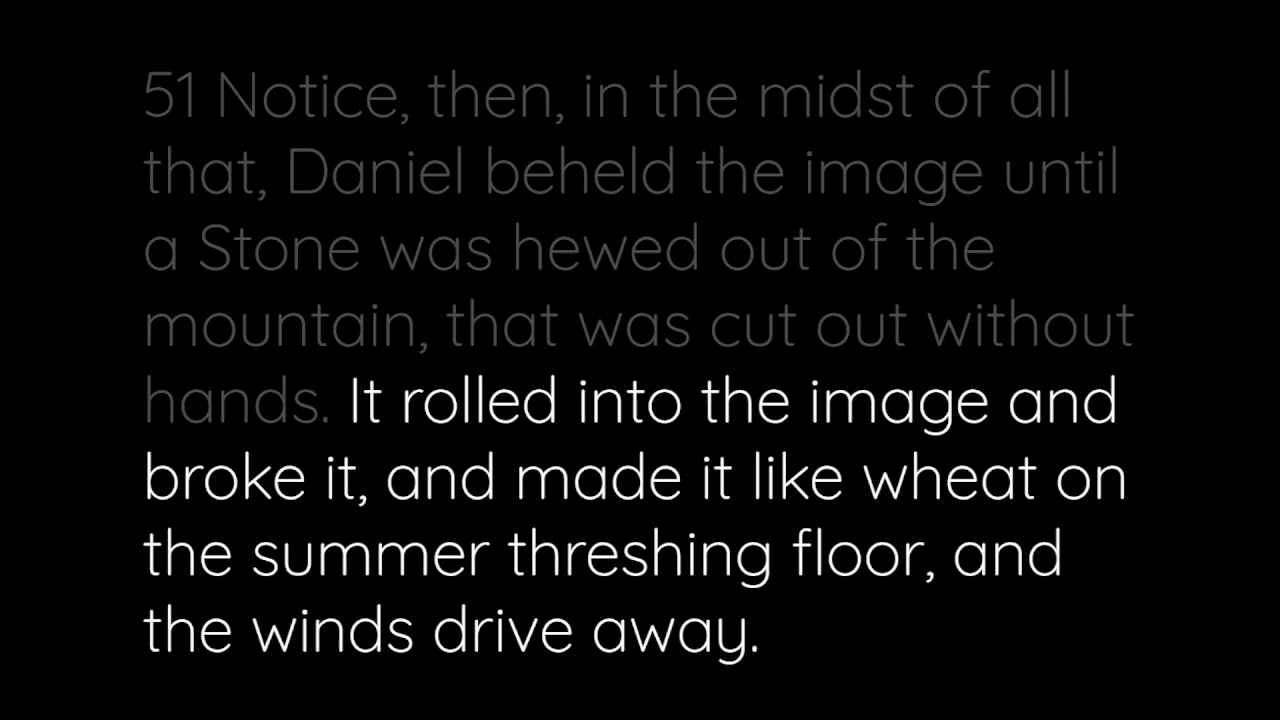 51 Notice, then, in the midst of all
that, Daniel beheld the image until
a Stone was hewed out of the
mountain, that was cut out without
hands. It rolled into the image and
broke it, and made it like wheat on
the summer threshing floor, and
the winds drive away.